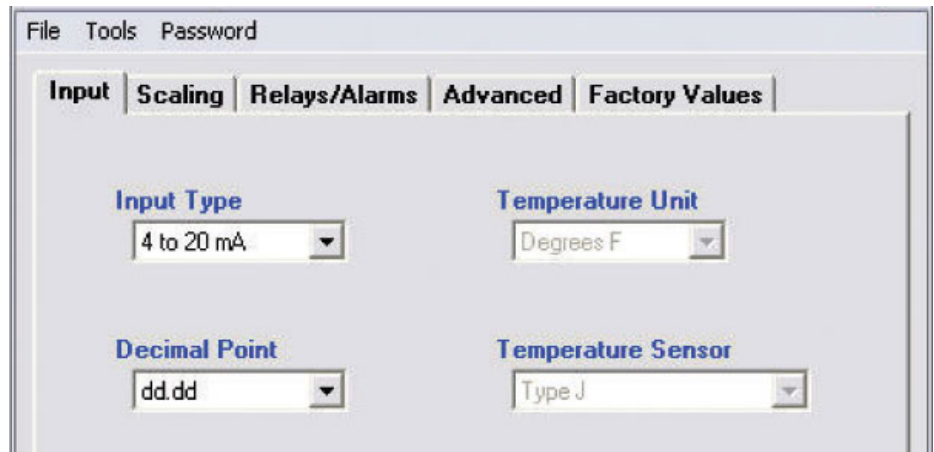 File Tools Password
Input Scaling Relays/Alarms Advanced Factory Values
Input Type Temperature Unit
4 to 20 mA Degrees F
Decimal Point Temperature Sensor
dd.dd Type J